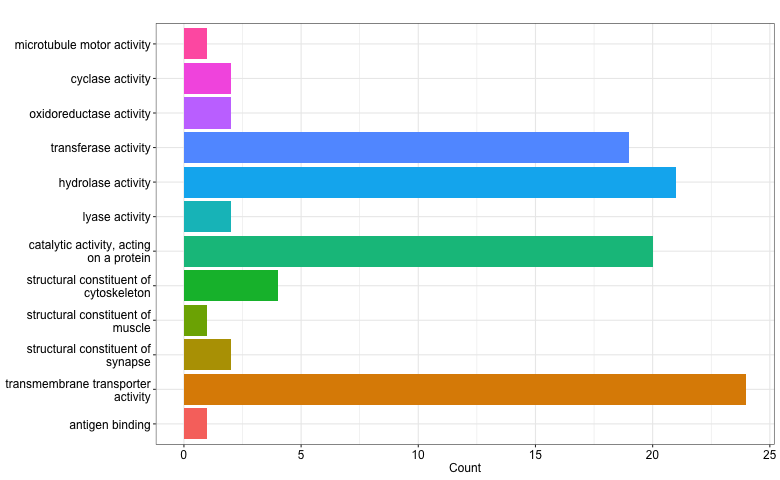 microtubule motor activity
cyclase activity
oxidoreductase activity
transferase activity
hydrolase activity
lyase activity
catalytic activity, acting
on a protein
structural constituent of
cytoskeleton
structural constituent of
muscle
structural constituent of
synapse
transmembrane transporter
activity
antigen binding
0 5 10 15 20 25
Count